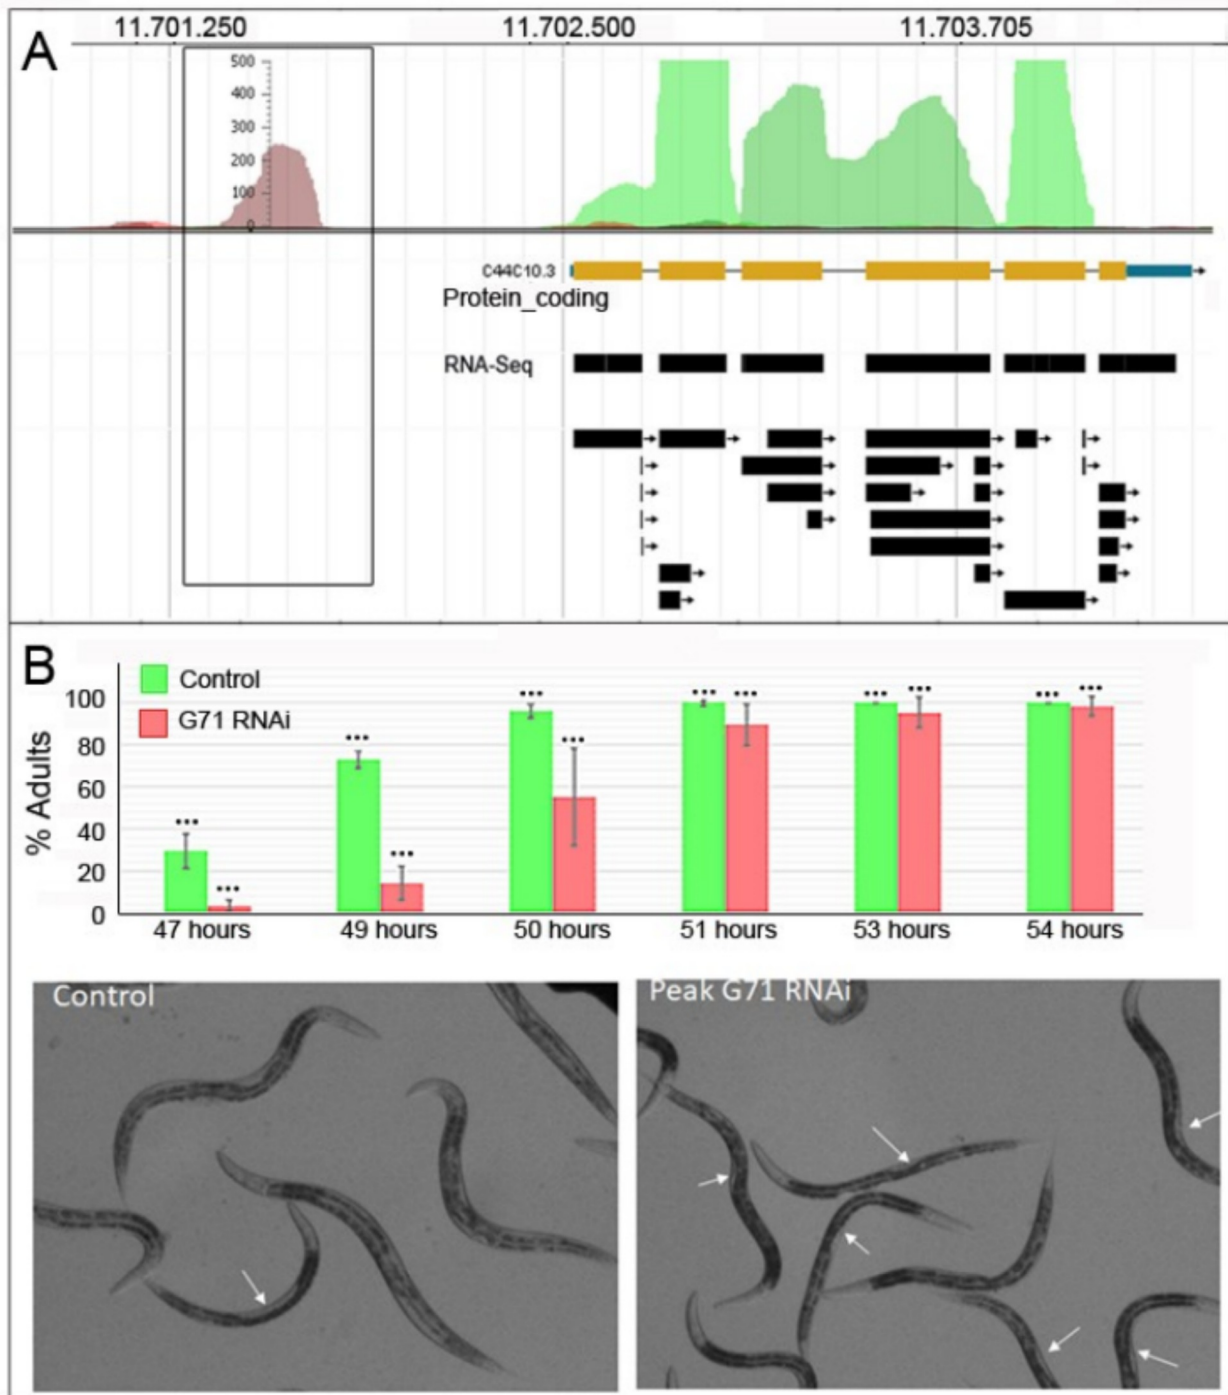 11.701.250 11.702.500 11.703.705
A
500
400
300
200
100
0
C44C10.3
Protein_coding
RNA-Seq
B
Control
G71 RNAi
% Adults
100
80
60
40
20
0
47 hours 49 hours 50 hours 51 hours 53 hours 54 hours
Control
Peak G71 RNAi